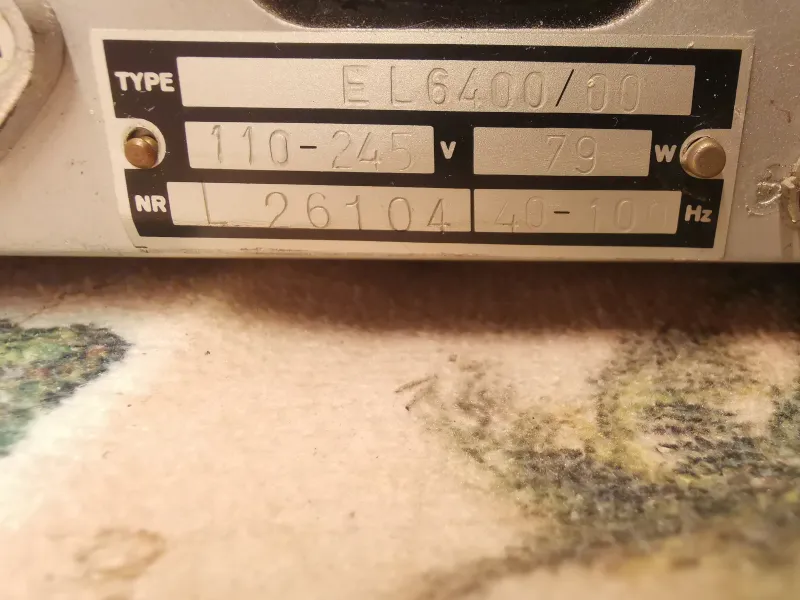 TYPE EL6400/00
110-245 V 79 W
NR L 26104 40-100 Hz